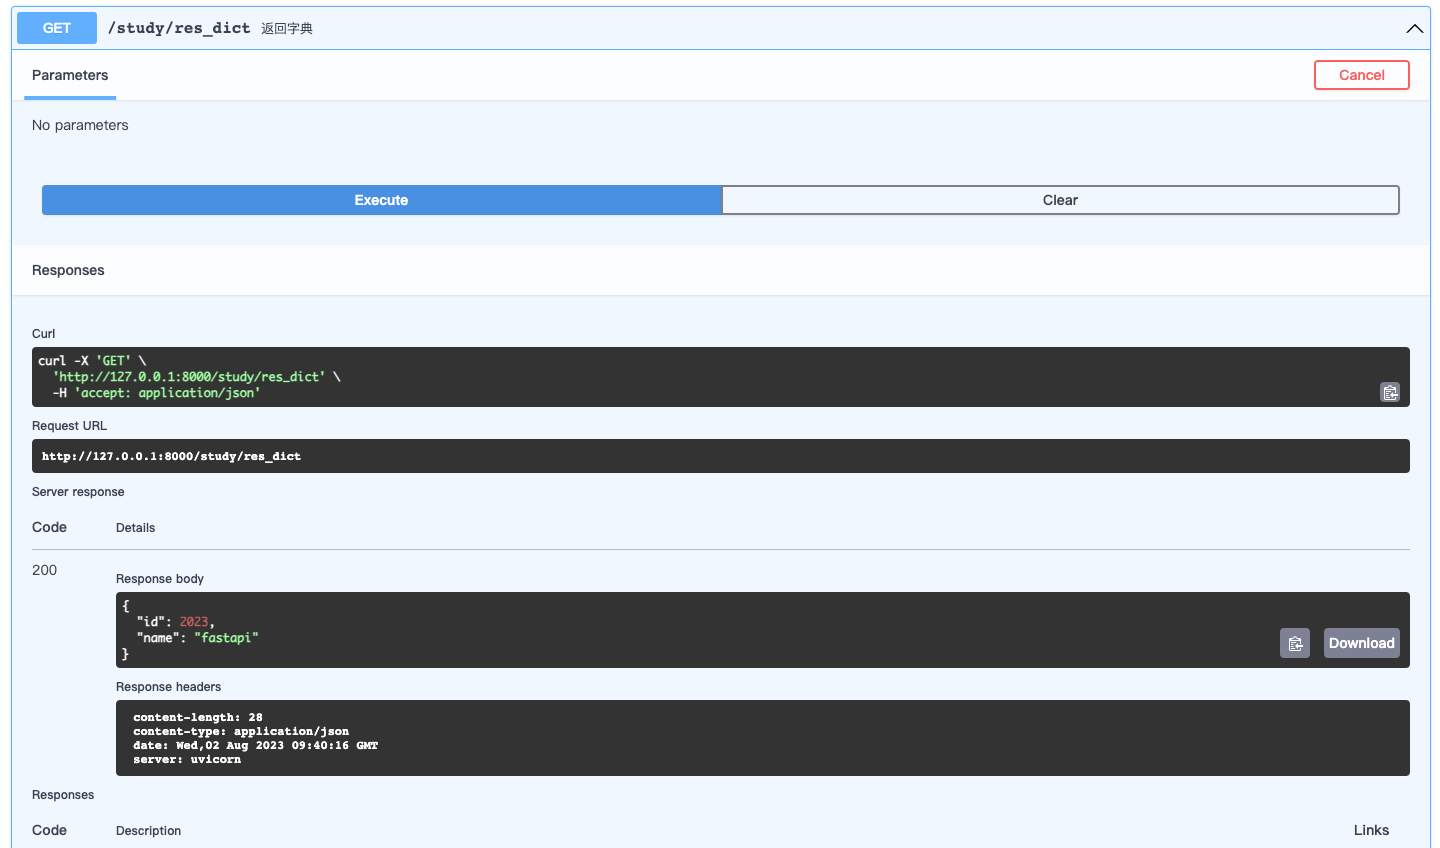 GET /study/res_dict 返回字典
Parameters Cancel
No parameters
Execute Clear
Responses
Curl
curl -X 'GET' \
'http://127.0.0.1:8000/study/res_dict' \
-H 'accept: application/json'
Request URL
http://127.0.0.1:8000/study/res_dict
Server response
Code Details
200
Response body
{
"id": 2023,
"name": "fastapi"
}
Download
Response headers
content-length: 28
content-type: application/json
date: Wed,02 Aug 2023 09:40:16 GMT
server: uvicorn
Responses
Code Description Links